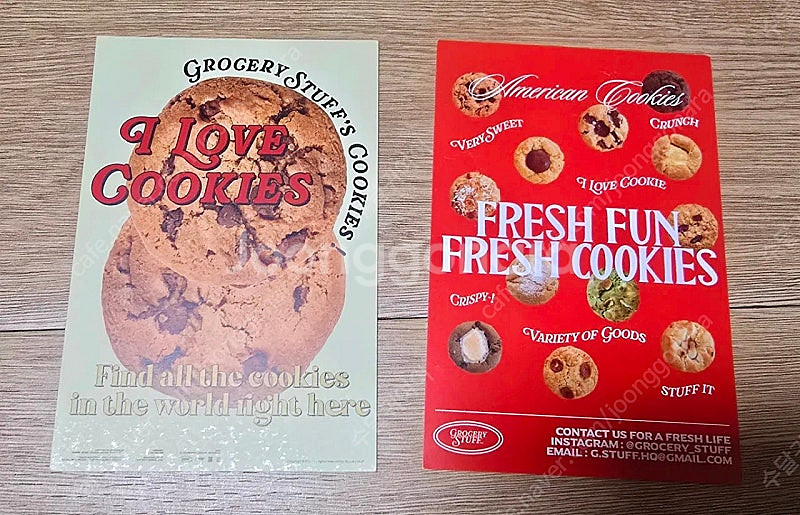 GROCERY STUFF'S COOKIES
I LOVE
COOKIES
Find all the cookies
in the world right here
American Cookies
VERY SWEET
CRUNCH
I LOVE COOKIE
FRESH FUN
FRESH COOKIES
CRISPY!
VARIETY OF GOODS
STUFF IT
GROCERY
STUFF
CONTACT US FOR A FRESH LIFE
INSTAGRAM : @GROCERY_STUFF
EMAIL : G.STUFF.HQ@GMAIL.COM
joonggonara